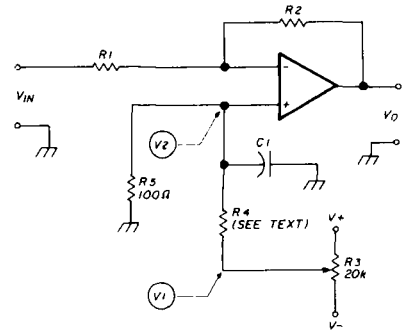 R2
R1
VIN
VO
V2
C1
R5
100Ω
R4
(SEE TEXT)
V+
R3
20k
V1
V-